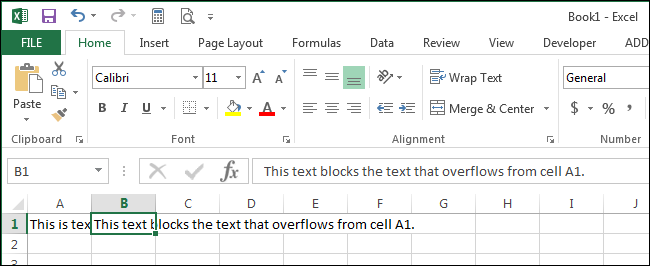 Book1 - Excel
FILE Home Insert Page Layout Formulas Data Review View Developer ADD
Calibri 11 A A Wrap Text General
Paste B I U A Merge & Center $ % ,
Clipboard Font Alignment Number
B1 fx This text blocks the text that overflows from cell A1.
A B C D E F G H I J
1 This is tex This text blocks the text that overflows from cell A1.
2
3